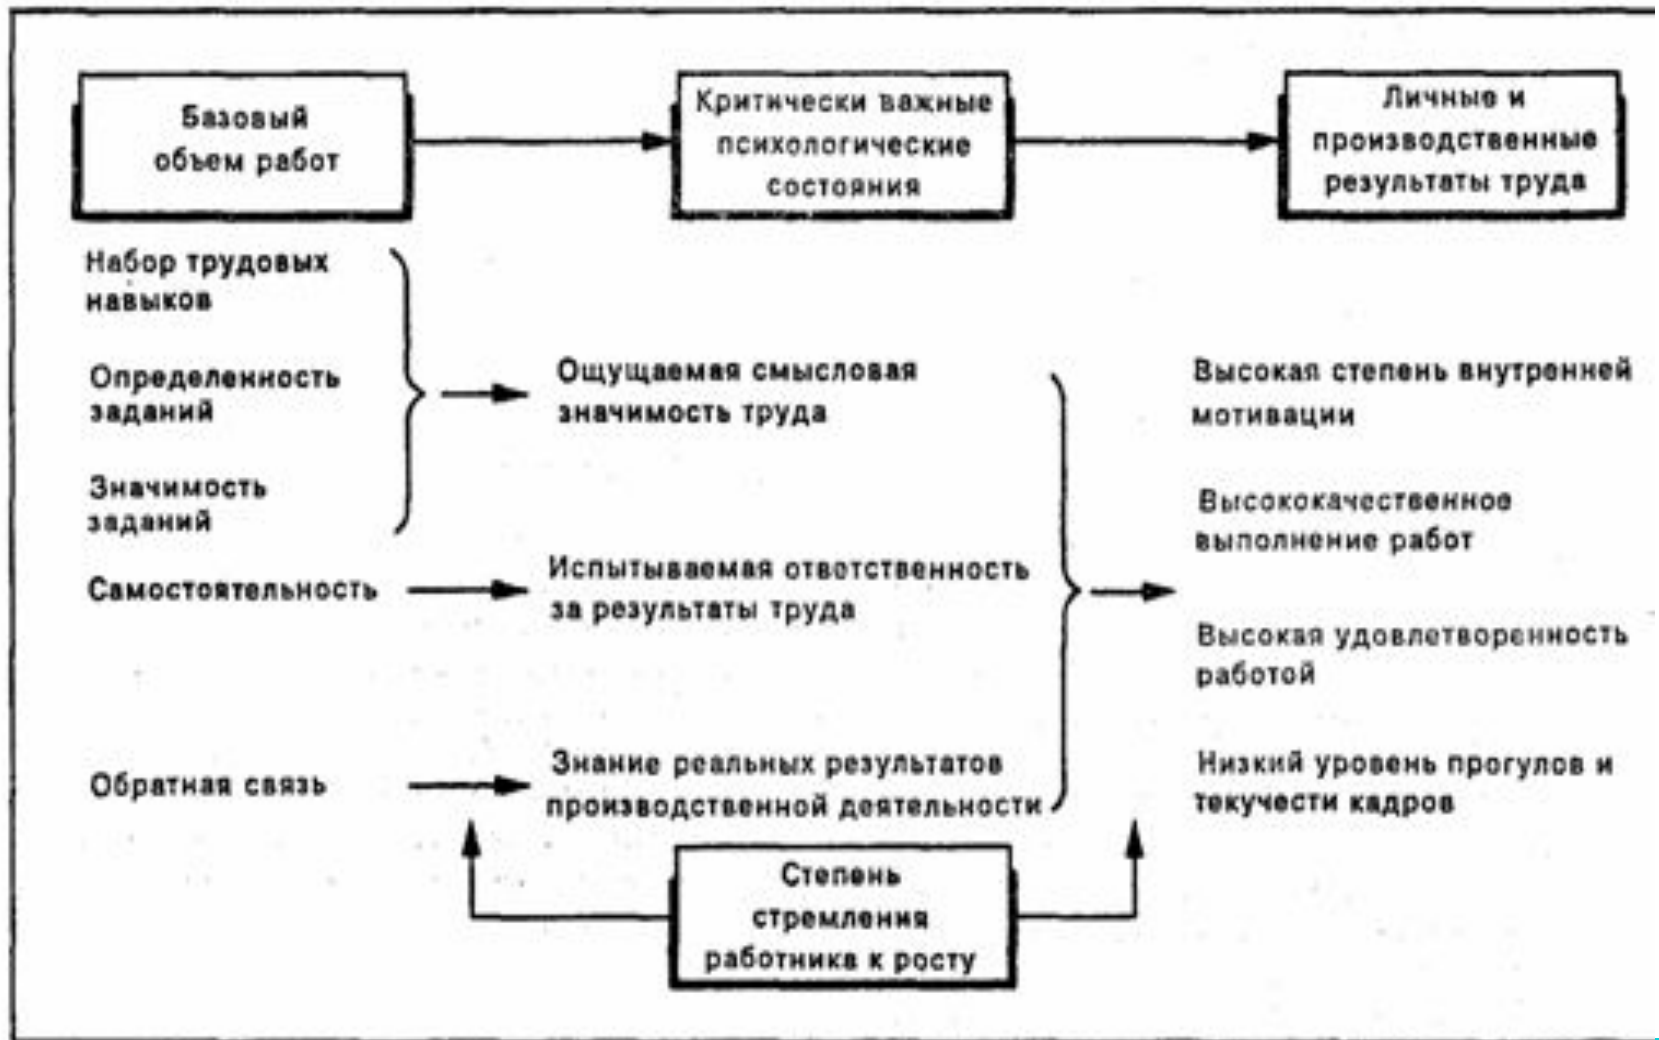 Базовый
объем работ
Критически важные
психологические
состояния
Личные и
производственные
результаты труда
Набор трудовых
навыков
Определенность
заданий
Значимость
заданий
Самостоятельность
Обратная связь
Ощущаемая смысловая
значимость труда
Испытываемая ответственность
за результаты труда
Знание реальных результатов
производственной деятельности
Высокая степень внутренней
мотивации
Высококачественное
выполнение работ
Высокая удовлетворенность
работой
Низкий уровень прогулов и
текучести кадров
Степень
стремления
работника к росту